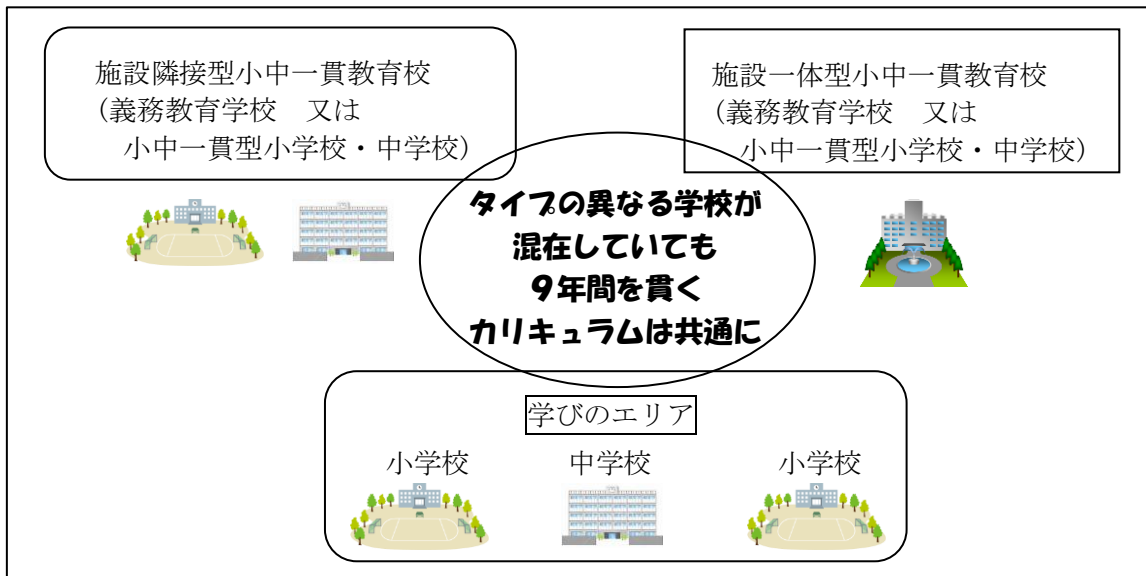 施設隣接型小中一貫教育校
（義務教育学校　又は
小中一貫型小学校・中学校）
施設一体型小中一貫教育校
（義務教育学校　又は
小中一貫型小学校・中学校）
タイプの異なる学校が
混在していても
９年間を貫く
カリキュラムは共通に
学びのエリア
小学校
中学校
小学校